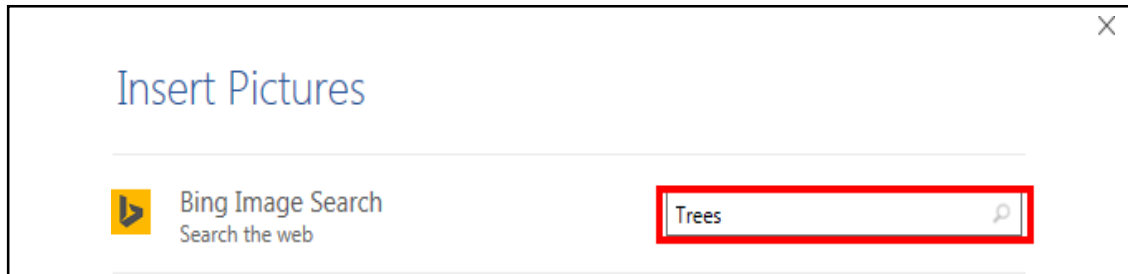 Insert Pictures
Bing Image Search
Trees
Search the web